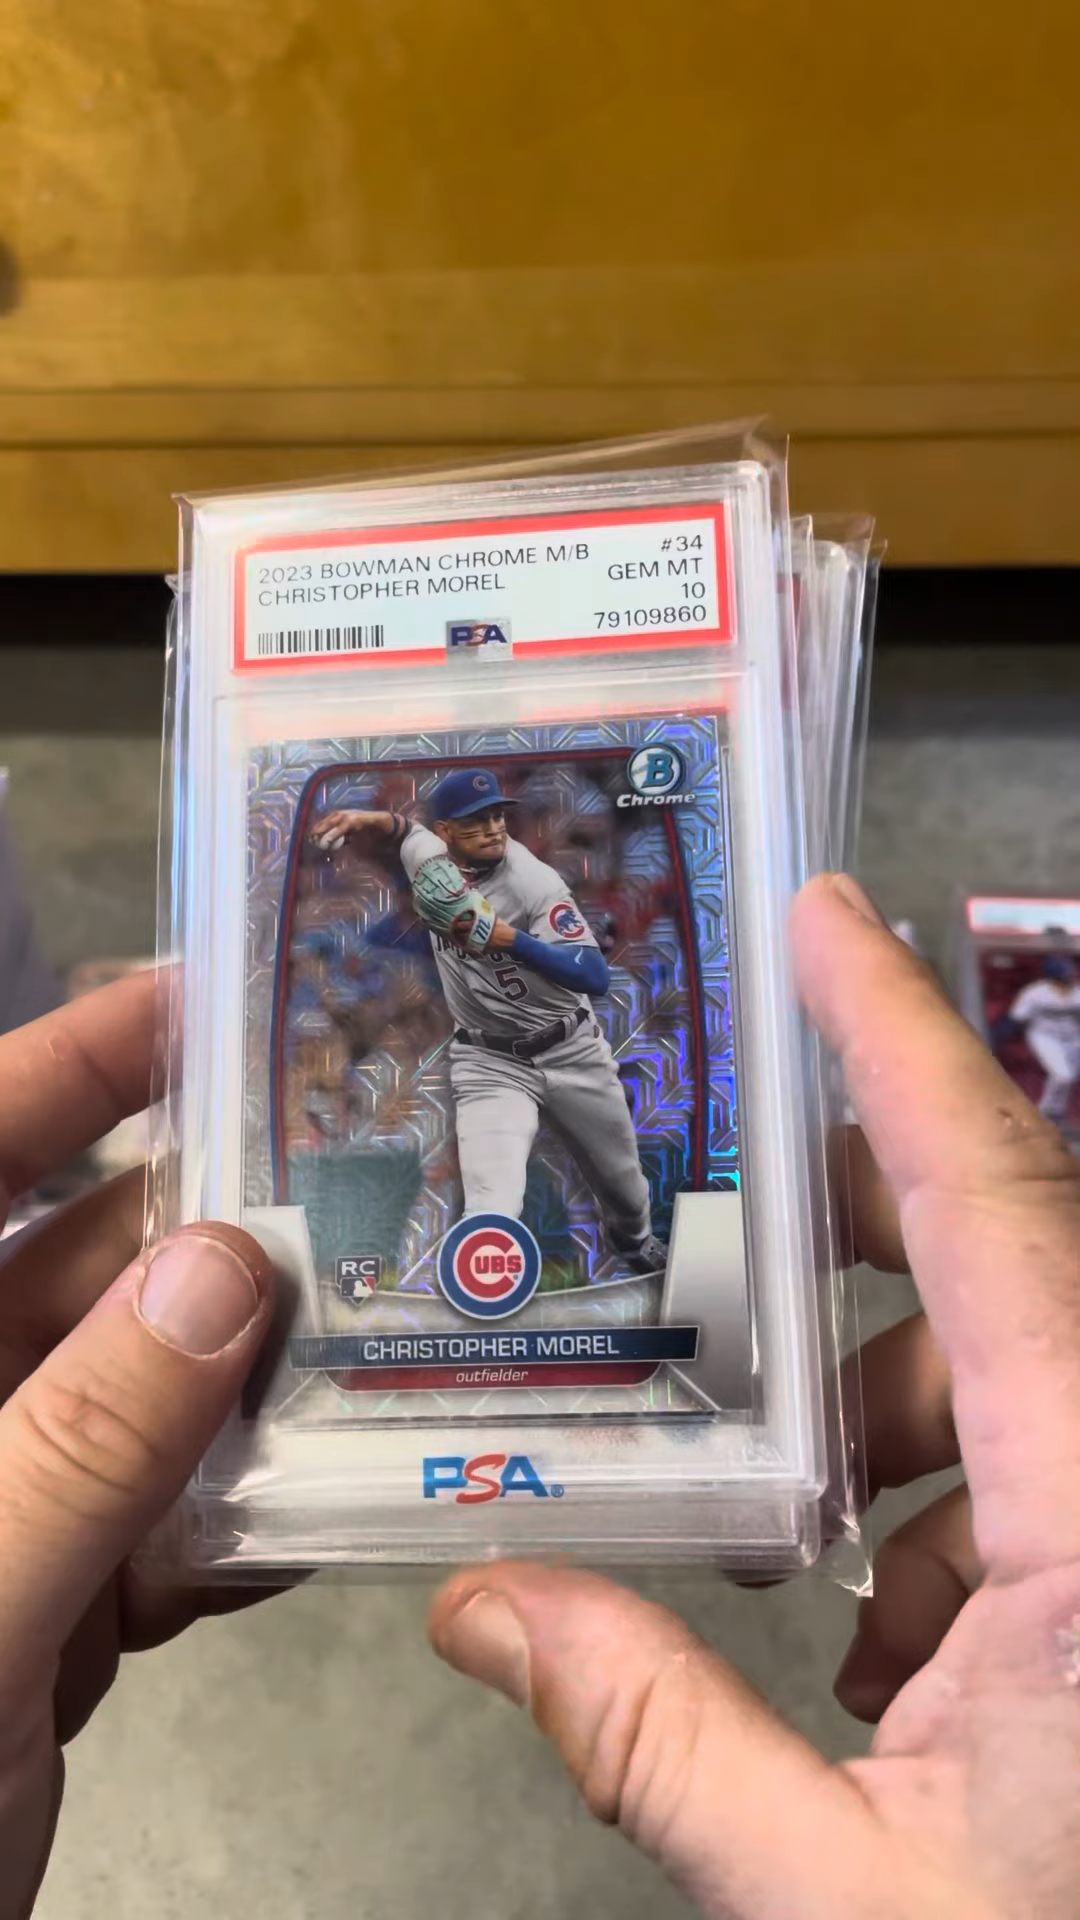 2023 BOWMAN CHROME M/B #34
CHRISTOPHER MOREL GEM MT
10
79109860
PSA
B
Chrome
C
m
5
RC
CUBS
CHRISTOPHER MOREL
outfielder
PSA®